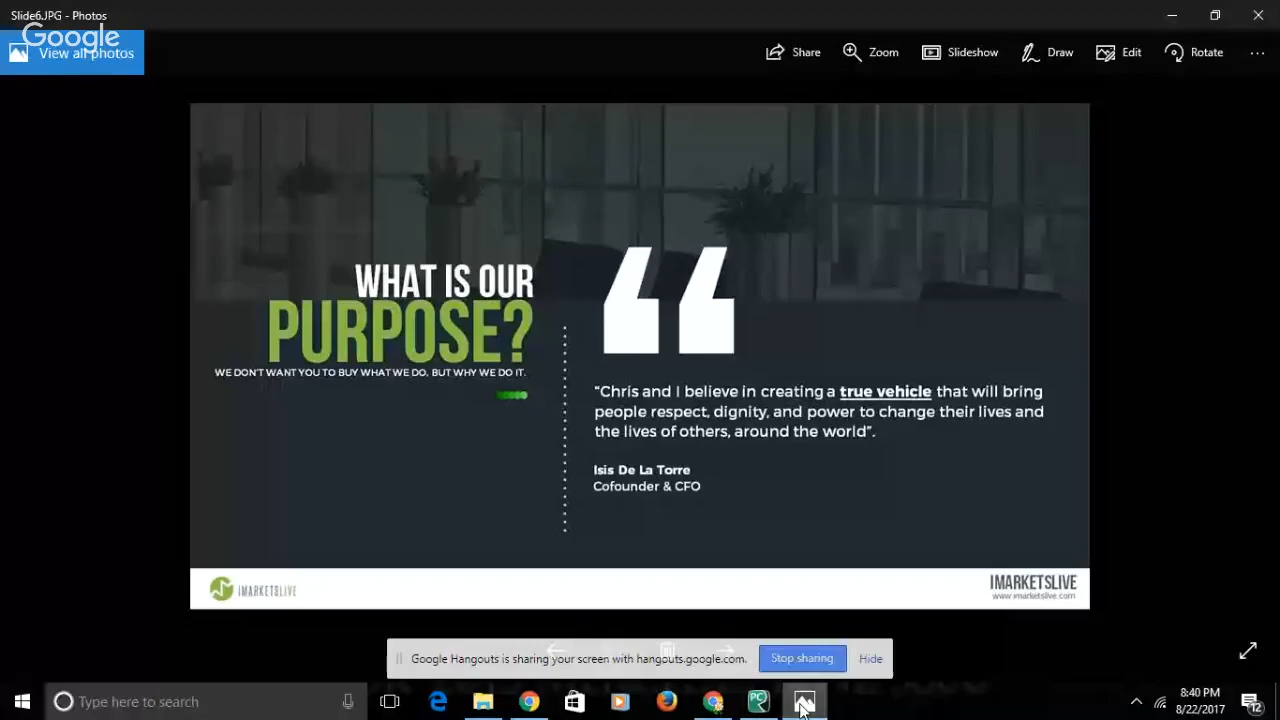 Slide6.JPG - Photos
Google
View all photos
Share
Zoom
Slideshow
Draw
Edit
Rotate
WHAT IS OUR
PURPOSE?
WE DON'T WANT YOU TO BUY WHAT WE DO, BUT WHY WE DO IT.
"Chris and I believe in creating a true vehicle that will bring
people respect, dignity, and power to change their lives and
the lives of others, around the world".
Isis De La Torre
Cofounder & CFO
IMARKETSLIVE
IMARKETSLIVE
www.imarketslive.com
Google Hangouts is sharing your screen with hangouts.google.com.
Stop sharing
Hide
Type here to search
PC
8:40 PM
8/22/2017
12